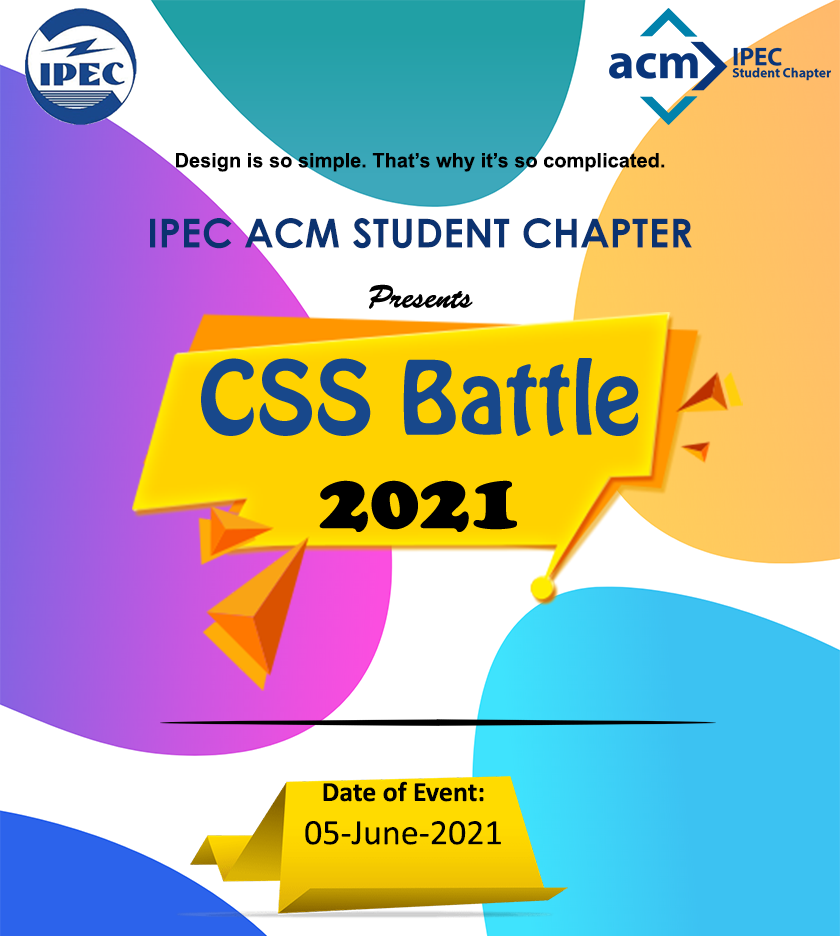 IPEC
acm IPEC
Student Chapter
Design is so simple. That's why it's so complicated.
IPEC ACM STUDENT CHAPTER
Presents
CSS Battle
2021
Date of Event:
05-June-2021